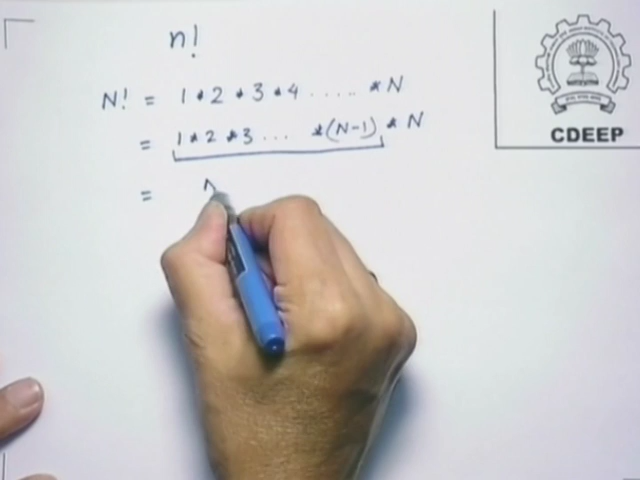 n!
N! = 1 * 2 * 3 * 4 ..... * N
= 1 * 2 * 3 ... * (N-1) * N
=
CDEEP